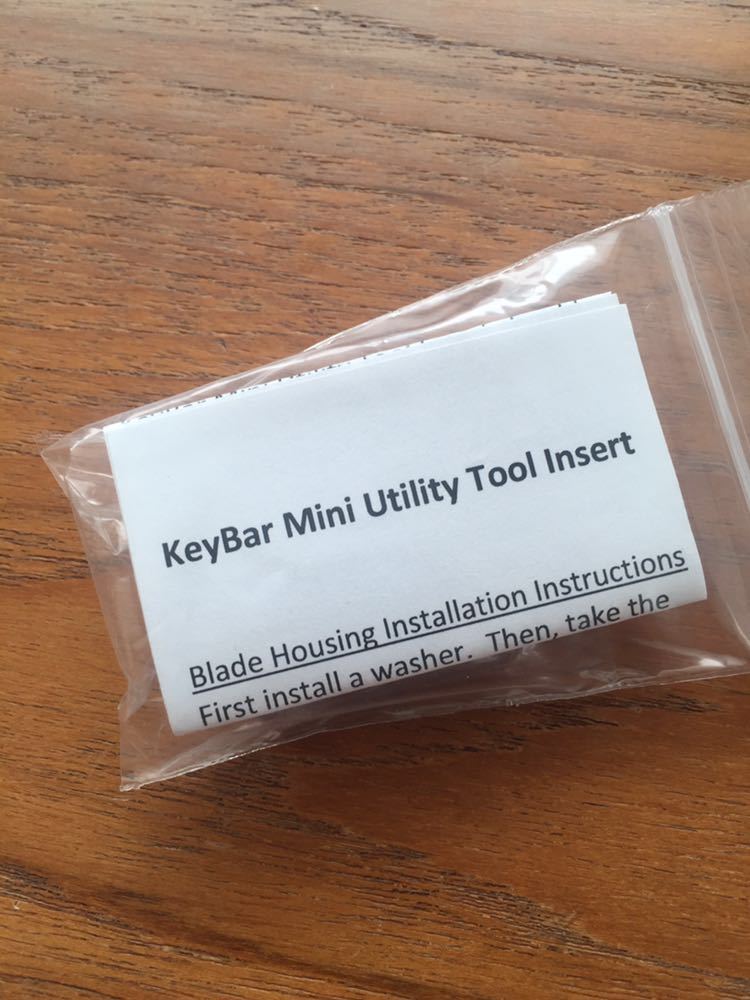 KeyBar Mini Utility Tool Insert
Blade Housing Installation Instructions
First install a washer. Then, take the